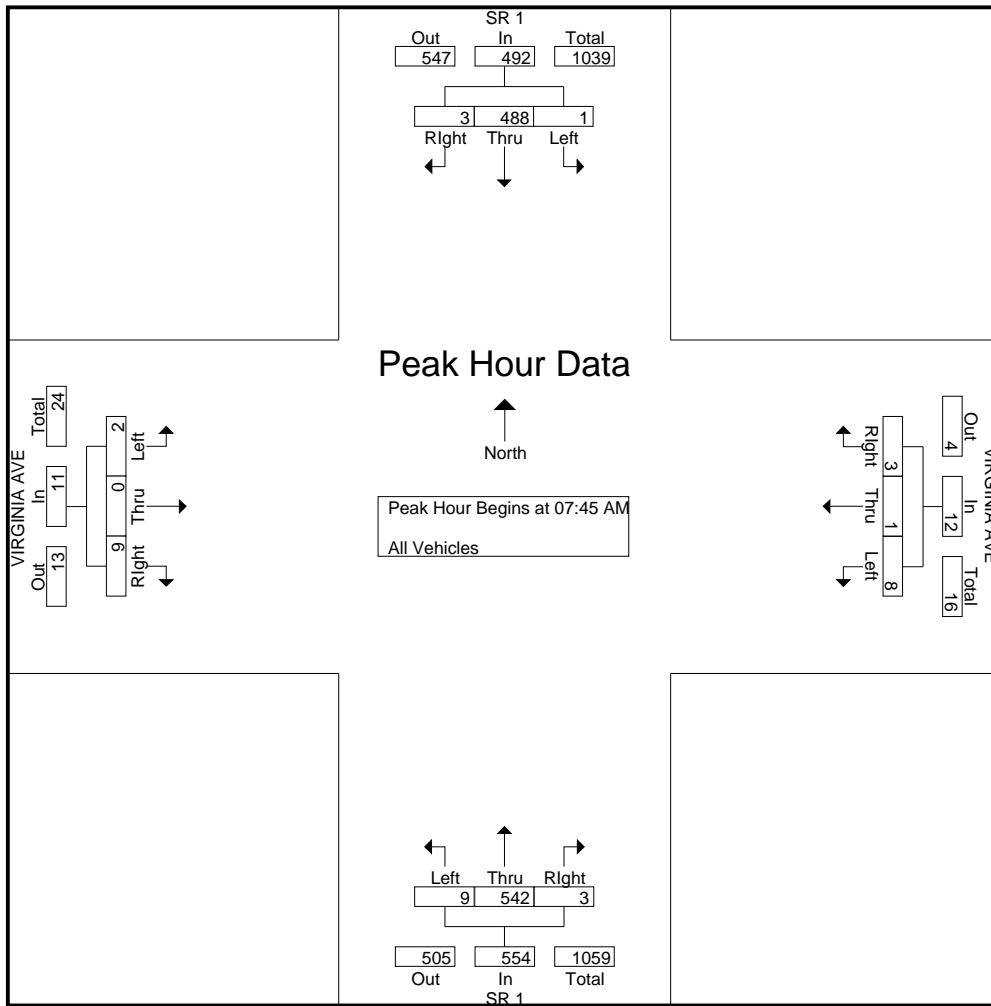 SR 1
Out In Total
547 492 1039
3 488 1
RIght Thru Left
Peak Hour Data
North
Peak Hour Begins at 07:45 AM
All Vehicles
VIRGINIA AVE
Total In Out
24 11 13
2 0 9
Left Thru RIght
VIRGINIA AVE
Out In Total
4 12 16
3 1 8
RIght Thru Left
Left Thru RIght
9 542 3
505 554 1059
Out In Total
SR 1